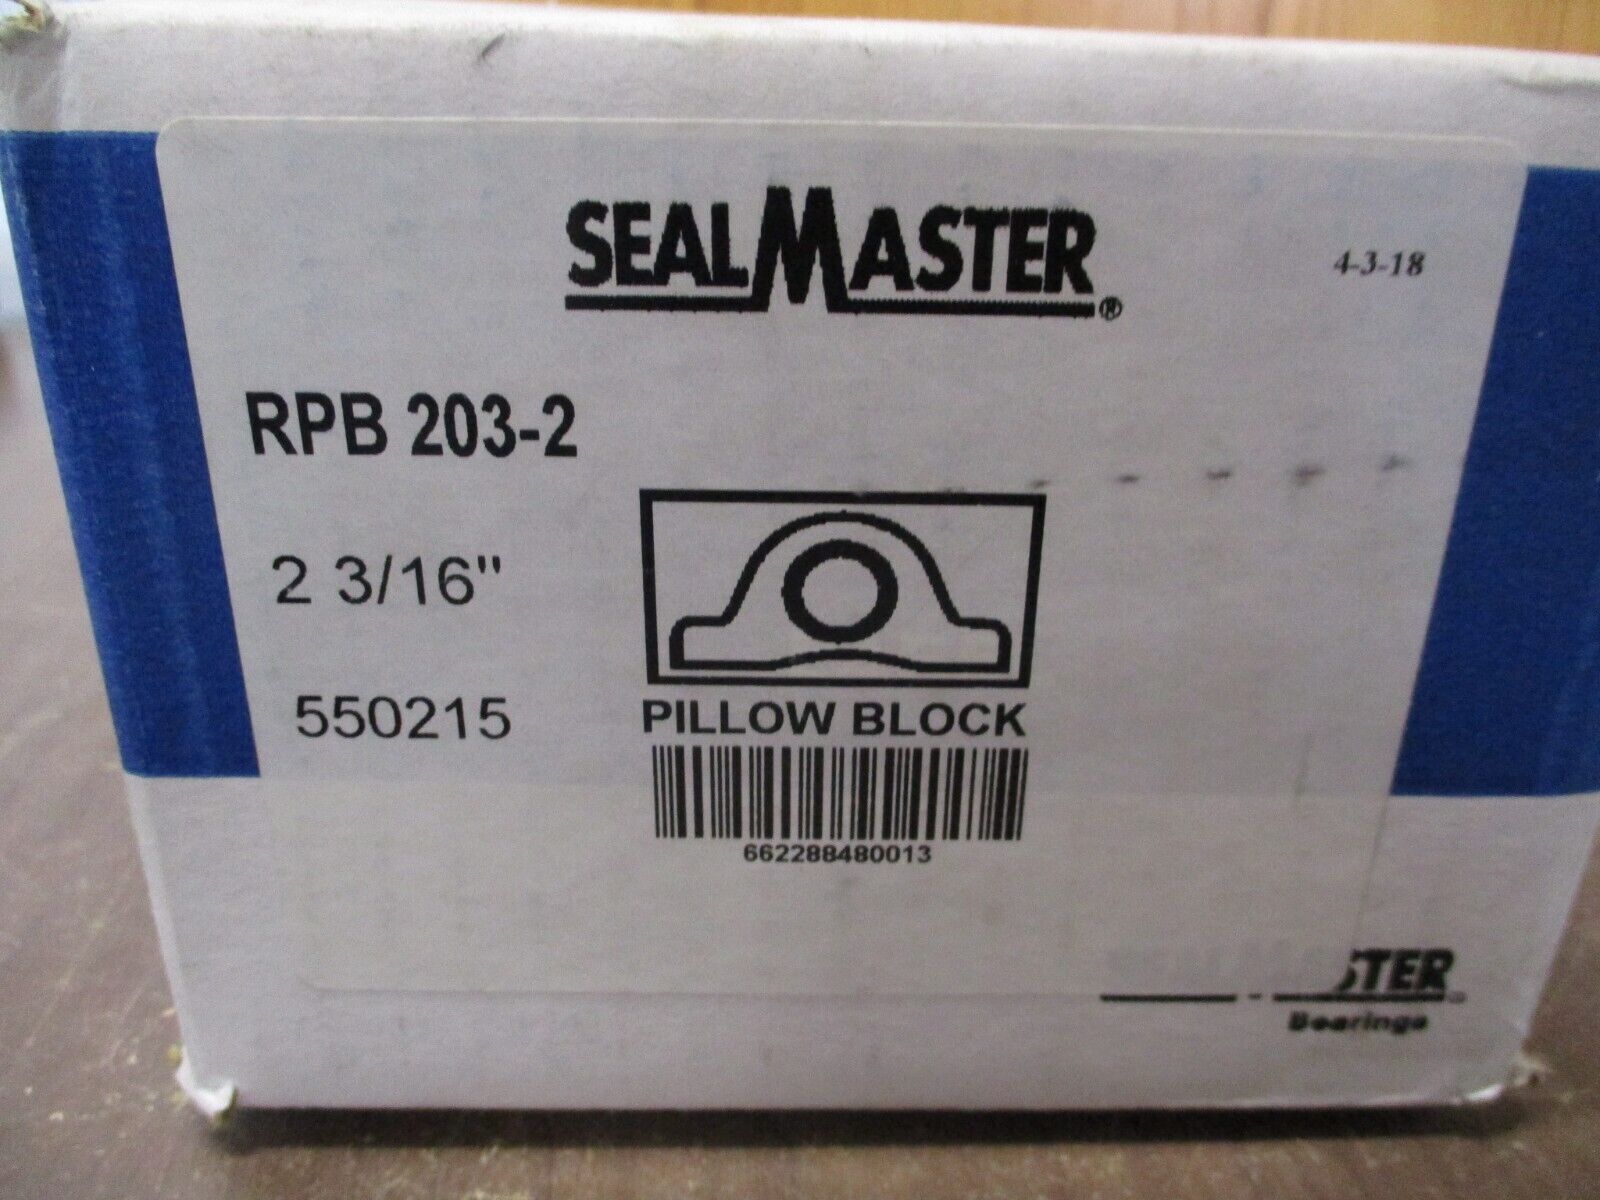 SEALMASTER®
4-3-18
RPB 203-2
2 3/16"
550215
PILLOW BLOCK
662288480013
Bearings